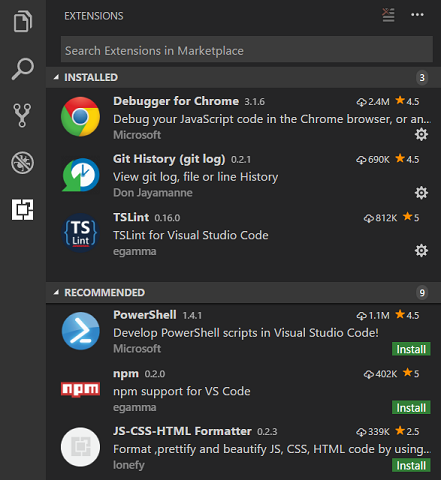 EXTENSIONS
Search Extensions in Marketplace
INSTALLED 3
Debugger for Chrome 3.1.6 2.4M 4.5
Debug your JavaScript code in the Chrome browser, or an...
Microsoft
Git History (git log) 0.2.1 690K 4.5
View git log, file or line History
Don Jayamanne
TS Lint
TSLint 0.16.0 812K 5
TSLint for Visual Studio Code
egamma
RECOMMENDED 9
PowerShell 1.4.1 1.1M 4.5
Develop PowerShell scripts in Visual Studio Code!
Microsoft Install
npm
npm 0.2.0 402K 5
npm support for VS Code
egamma Install
JS-CSS-HTML Formatter 0.2.3 339K 2.5
Format ,prettify and beautify JS, CSS, HTML code by using...
lonefy Install